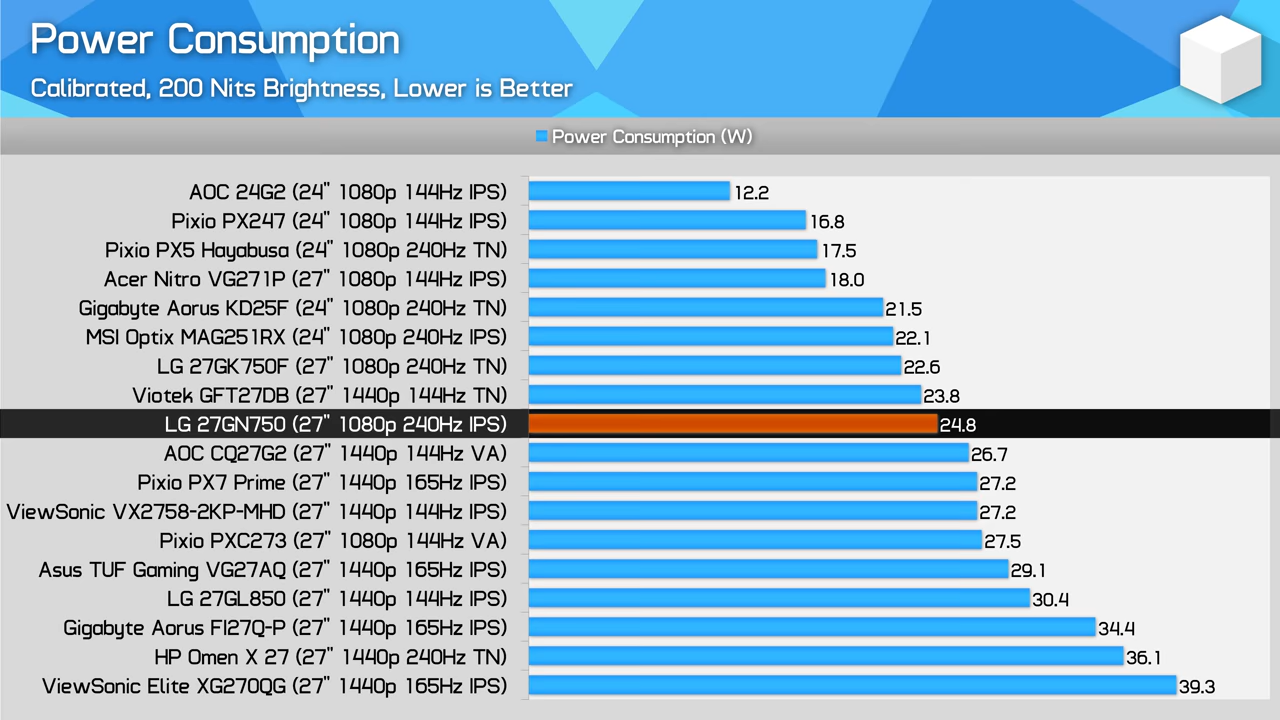 Power Consumption
Calibrated, 200 Nits Brightness, Lower is Better
Power Consumption (W)
AOC 24G2 (24" 1080p 144Hz IPS) 12.2
Pixio PX247 (24" 1080p 144Hz IPS) 16.8
Pixio PX5 Hayabusa (24" 1080p 240Hz TN) 17.5
Acer Nitro VG271P (27" 1080p 144Hz IPS) 18.0
Gigabyte Aorus KD25F (24" 1080p 240Hz TN) 21.5
MSI Optix MAG251RX (24" 1080p 240Hz IPS) 22.1
LG 27GK750F (27" 1080p 240Hz TN) 22.6
Viotek GFT27DB (27" 1440p 144Hz TN) 23.8
LG 27GN750 (27" 1080p 240Hz IPS) 24.8
AOC CQ27G2 (27" 1440p 144Hz VA) 26.7
Pixio PX7 Prime (27" 1440p 165Hz IPS) 27.2
ViewSonic VX2758-2KP-MHD (27" 1440p 144Hz IPS) 27.2
Pixio PXC273 (27" 1080p 144Hz VA) 27.5
Asus TUF Gaming VG27AQ (27" 1440p 165Hz IPS) 29.1
LG 27GL850 (27" 1440p 144Hz IPS) 30.4
Gigabyte Aorus FI27Q-P (27" 1440p 165Hz IPS) 34.4
HP Omen X 27 (27" 1440p 240Hz TN) 36.1
ViewSonic Elite XG270QG (27" 1440p 165Hz IPS) 39.3